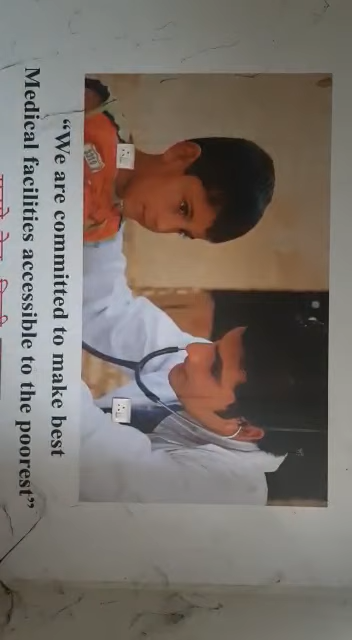 “We are committed to make best
Medical facilities accessible to the poorest”